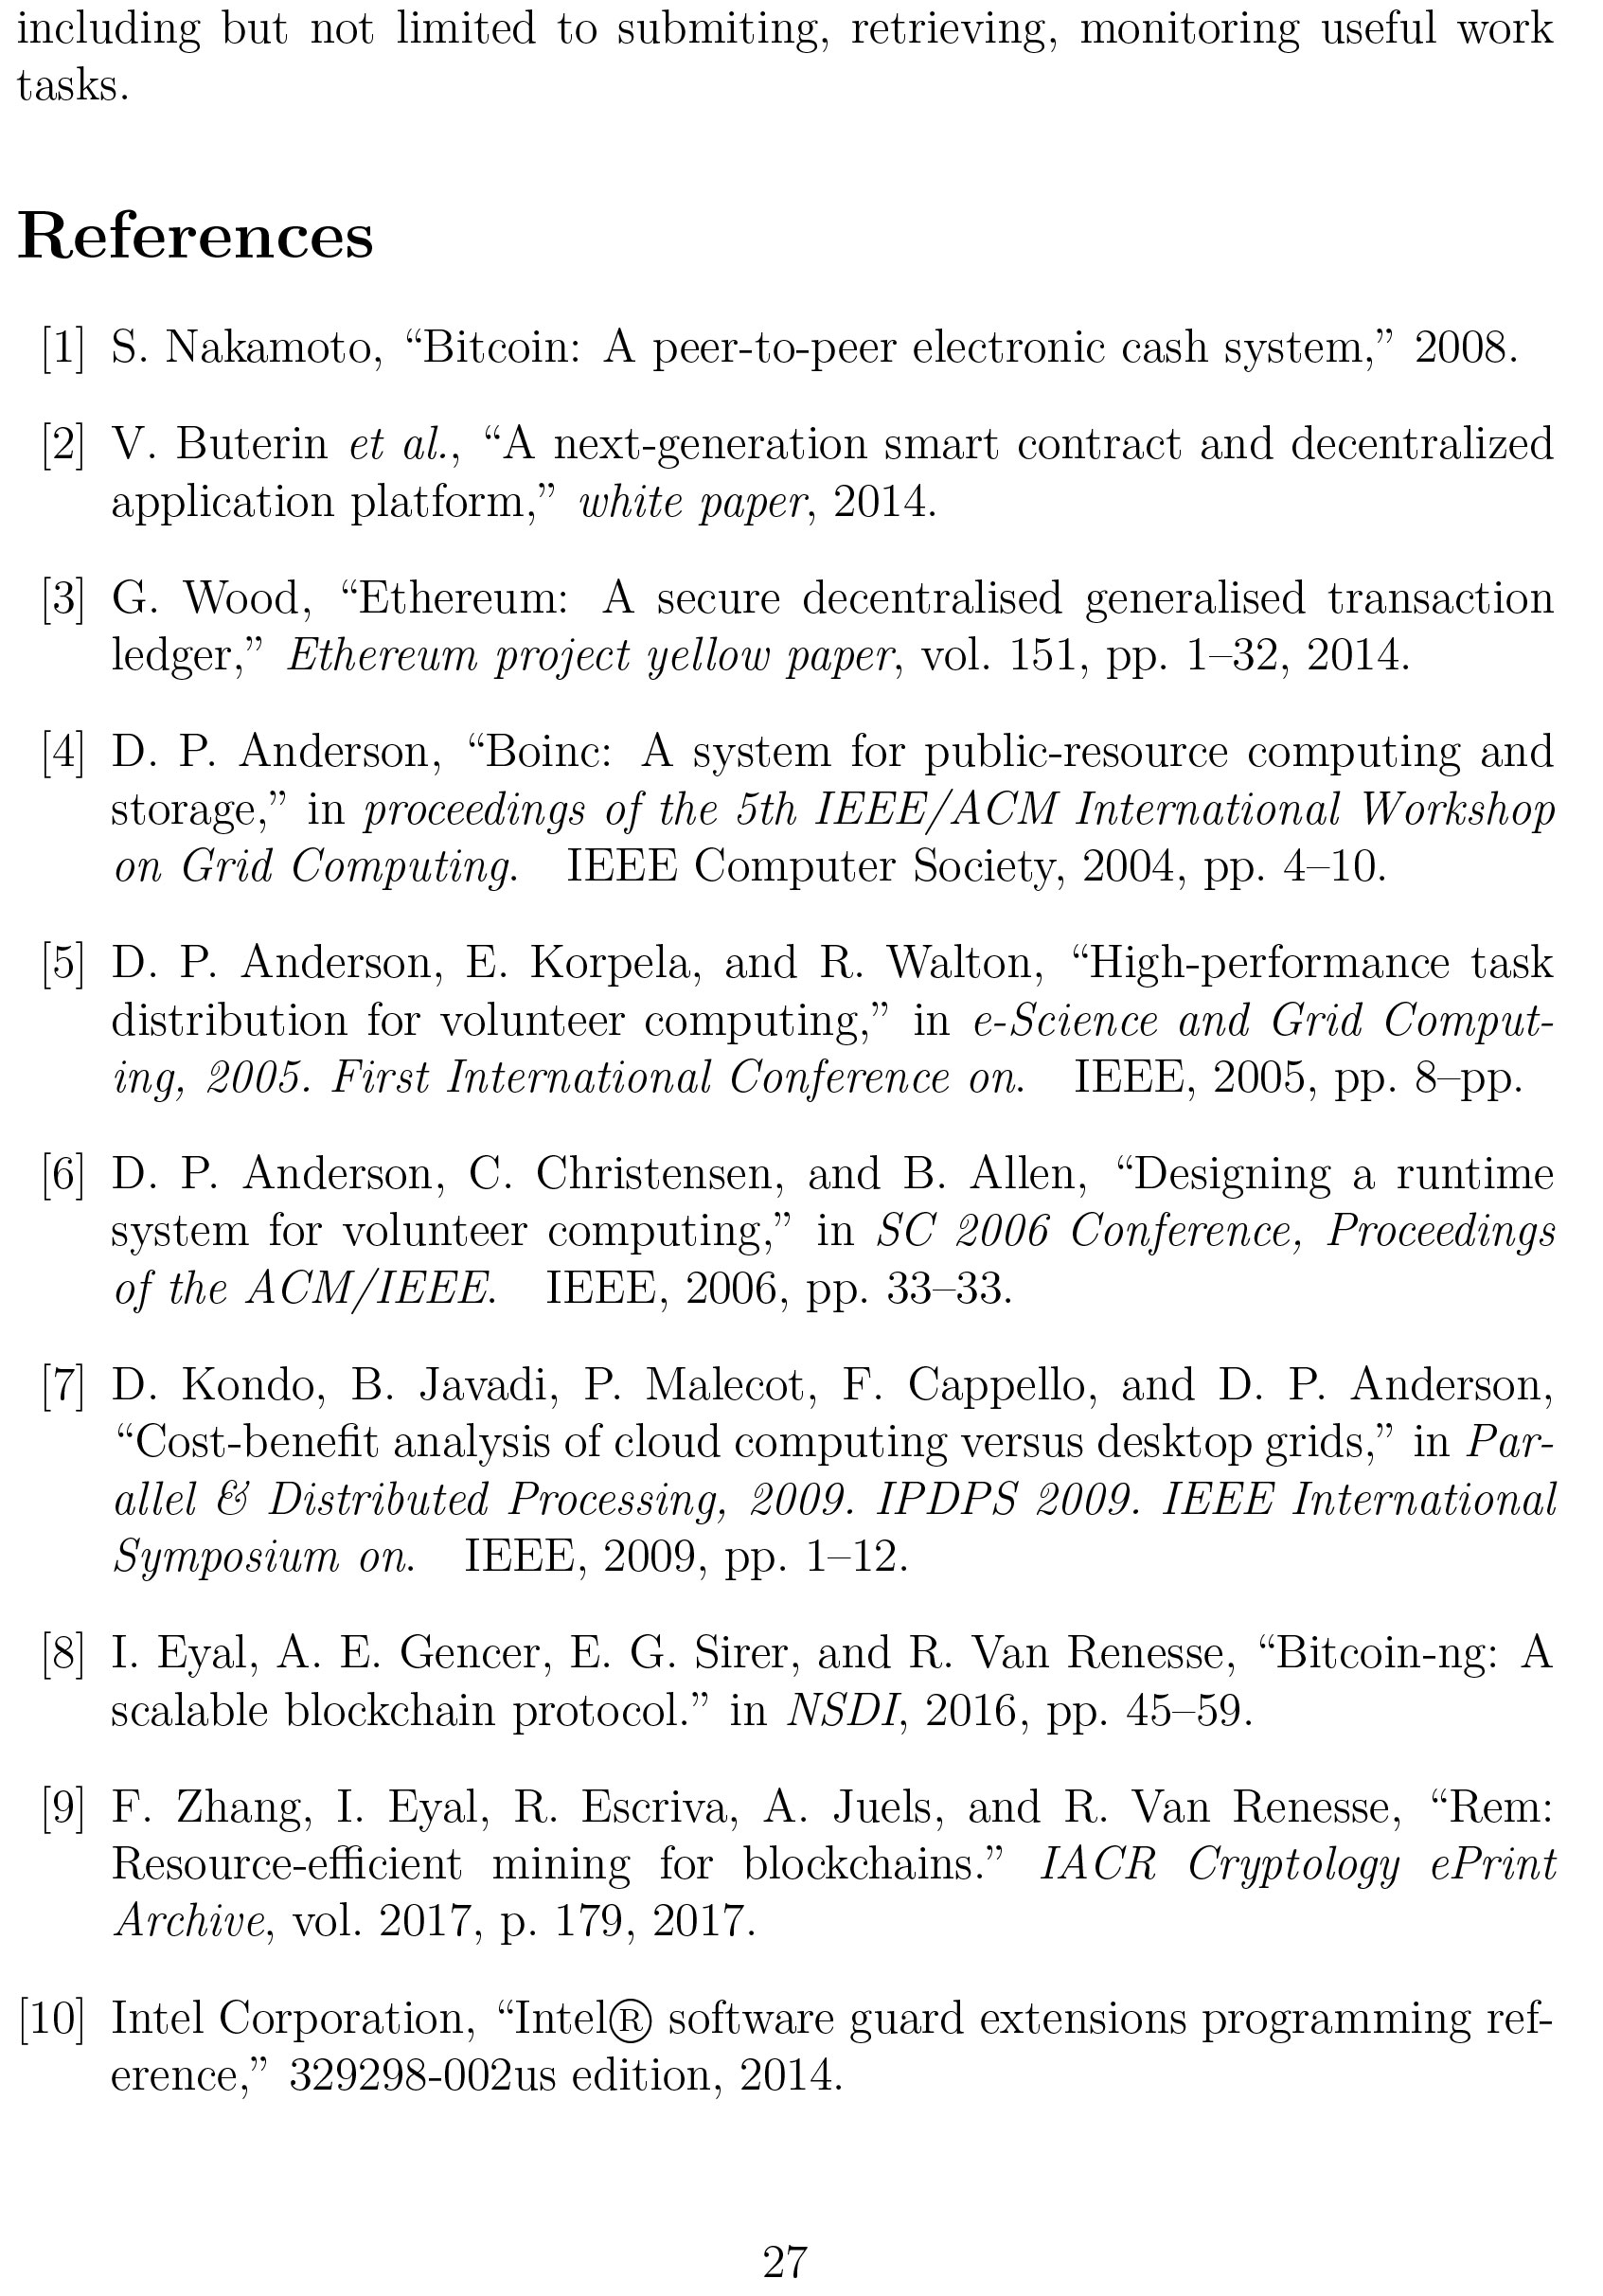 including but not limited to submiting, retrieving, monitoring useful work
tasks.
References
[1] S. Nakamoto, “Bitcoin: A peer-to-peer electronic cash system,” 2008.
[2] V. Buterin et al., “A next-generation smart contract and decentralized
application platform,” white paper, 2014.
[3] G. Wood, “Ethereum: A secure decentralised generalised transaction
ledger,” Ethereum project yellow paper, vol. 151, pp. 1–32, 2014.
[4] D. P. Anderson, “Boinc: A system for public-resource computing and
storage,” in proceedings of the 5th IEEE/ACM International Workshop
on Grid Computing. IEEE Computer Society, 2004, pp. 4–10.
[5] D. P. Anderson, E. Korpela, and R. Walton, “High-performance task
distribution for volunteer computing,” in e-Science and Grid Comput-
ing, 2005. First International Conference on. IEEE, 2005, pp. 8–pp.
[6] D. P. Anderson, C. Christensen, and B. Allen, “Designing a runtime
system for volunteer computing,” in SC 2006 Conference, Proceedings
of the ACM/IEEE. IEEE, 2006, pp. 33–33.
[7] D. Kondo, B. Javadi, P. Malecot, F. Cappello, and D. P. Anderson,
“Cost-benefit analysis of cloud computing versus desktop grids,” in Par-
allel & Distributed Processing, 2009. IPDPS 2009. IEEE International
Symposium on. IEEE, 2009, pp. 1–12.
[8] I. Eyal, A. E. Gencer, E. G. Sirer, and R. Van Renesse, “Bitcoin-ng: A
scalable blockchain protocol.” in NSDI, 2016, pp. 45–59.
[9] F. Zhang, I. Eyal, R. Escriva, A. Juels, and R. Van Renesse, “Rem:
Resource-efficient mining for blockchains.” IACR Cryptology ePrint
Archive, vol. 2017, p. 179, 2017.
[10] Intel Corporation, “Intel® software guard extensions programming ref-
erence,” 329298-002us edition, 2014.
27